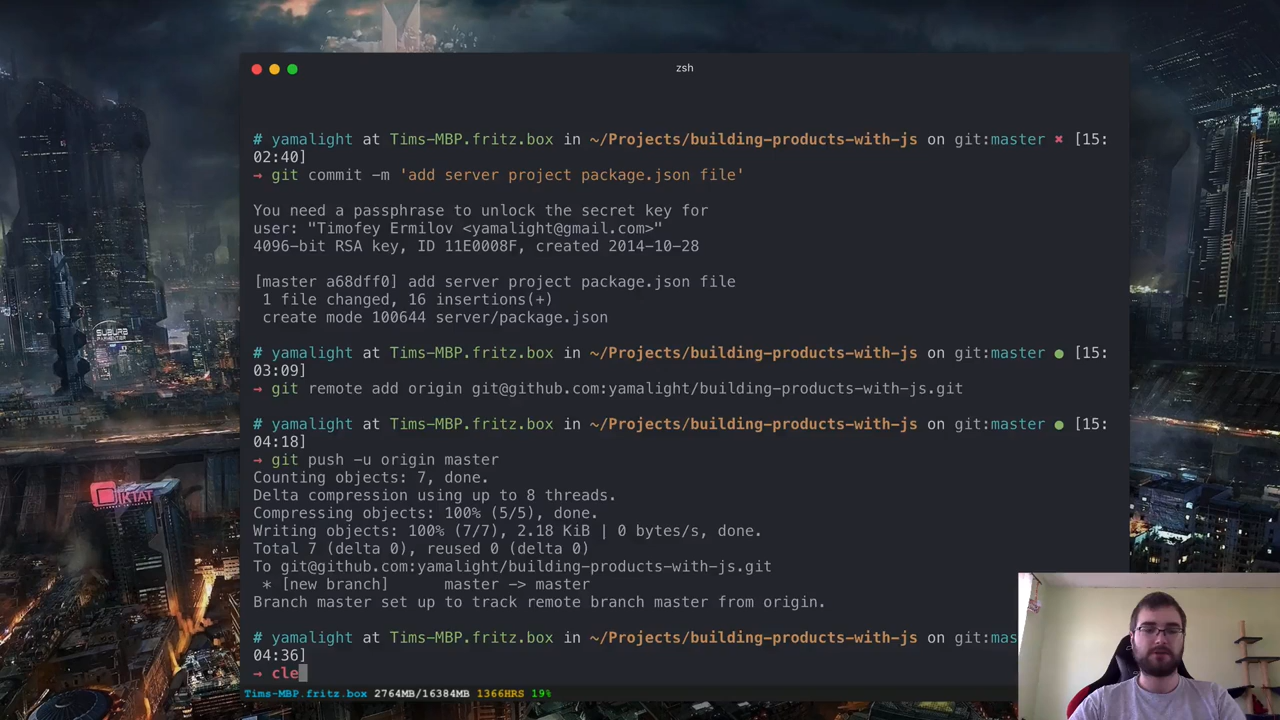 zsh
# yamalight at Tims-MBP.fritz.box in ~/Projects/building-products-with-js on git:master ✖ [15:
02:40]
→ git commit -m 'add server project package.json file'
You need a passphrase to unlock the secret key for
user: "Timofey Ermilov <yamalight@gmail.com>"
4096-bit RSA key, ID 11E0008F, created 2014-10-28
[master a68dff0] add server project package.json file
1 file changed, 16 insertions(+)
create mode 100644 server/package.json
# yamalight at Tims-MBP.fritz.box in ~/Projects/building-products-with-js on git:master ● [15:
03:09]
→ git remote add origin git@github.com:yamalight/building-products-with-js.git
# yamalight at Tims-MBP.fritz.box in ~/Projects/building-products-with-js on git:master ● [15:
04:18]
→ git push -u origin master
Counting objects: 7, done.
Delta compression using up to 8 threads.
Compressing objects: 100% (5/5), done.
Writing objects: 100% (7/7), 2.18 KiB | 0 bytes/s, done.
Total 7 (delta 0), reused 0 (delta 0)
To git@github.com:yamalight/building-products-with-js.git
* [new branch]      master -> master
Branch master set up to track remote branch master from origin.
# yamalight at Tims-MBP.fritz.box in ~/Projects/building-products-with-js on git:mas
04:36]
→ cle
Tims-MBP.fritz.box 2764MB/16384MB 1366HRS 19%
SUBURB
IKTAT